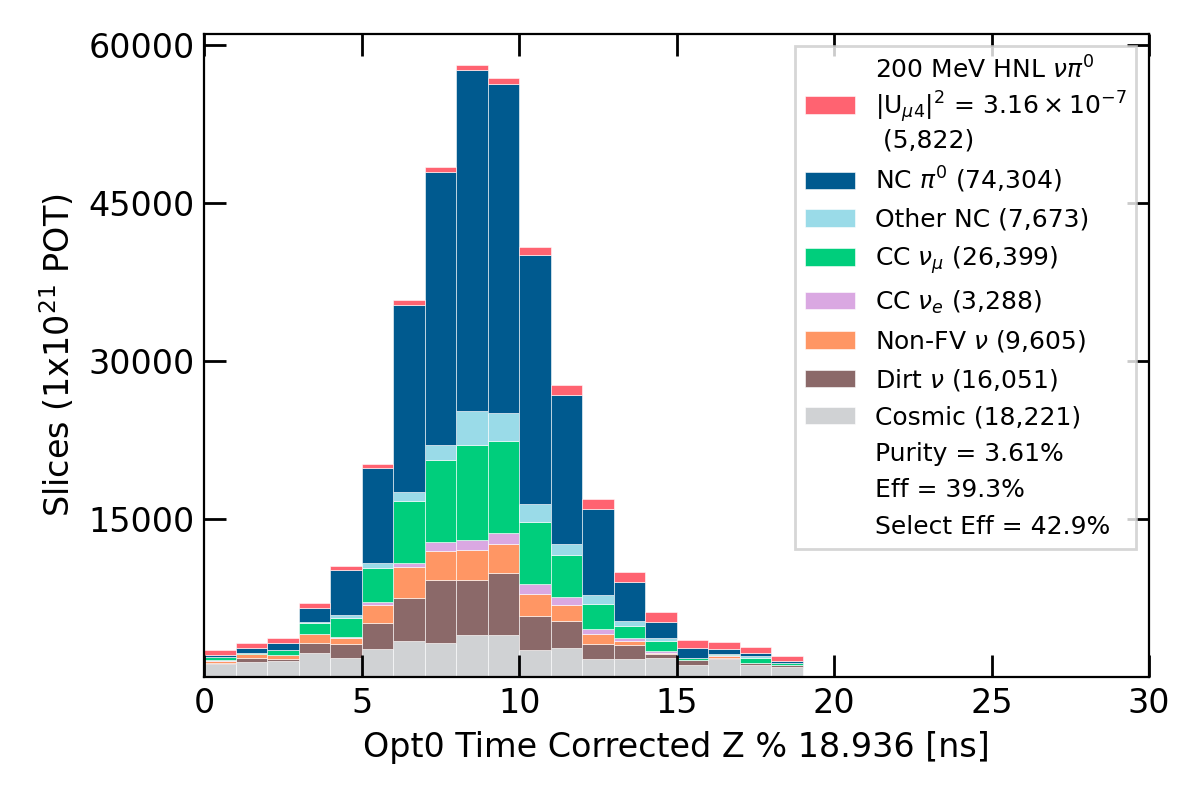 60000
45000
30000
15000
Slices (1x10²¹ POT)
0 5 10 15 20 25 30
Opt0 Time Corrected Z % 18.936 [ns]
200 MeV HNL νπ⁰
|U_μ4|² = 3.16 × 10⁻⁷
(5,822)
NC π⁰ (74,304)
Other NC (7,673)
CC ν_μ (26,399)
CC ν_e (3,288)
Non-FV ν (9,605)
Dirt ν (16,051)
Cosmic (18,221)
Purity = 3.61%
Eff = 39.3%
Select Eff = 42.9%